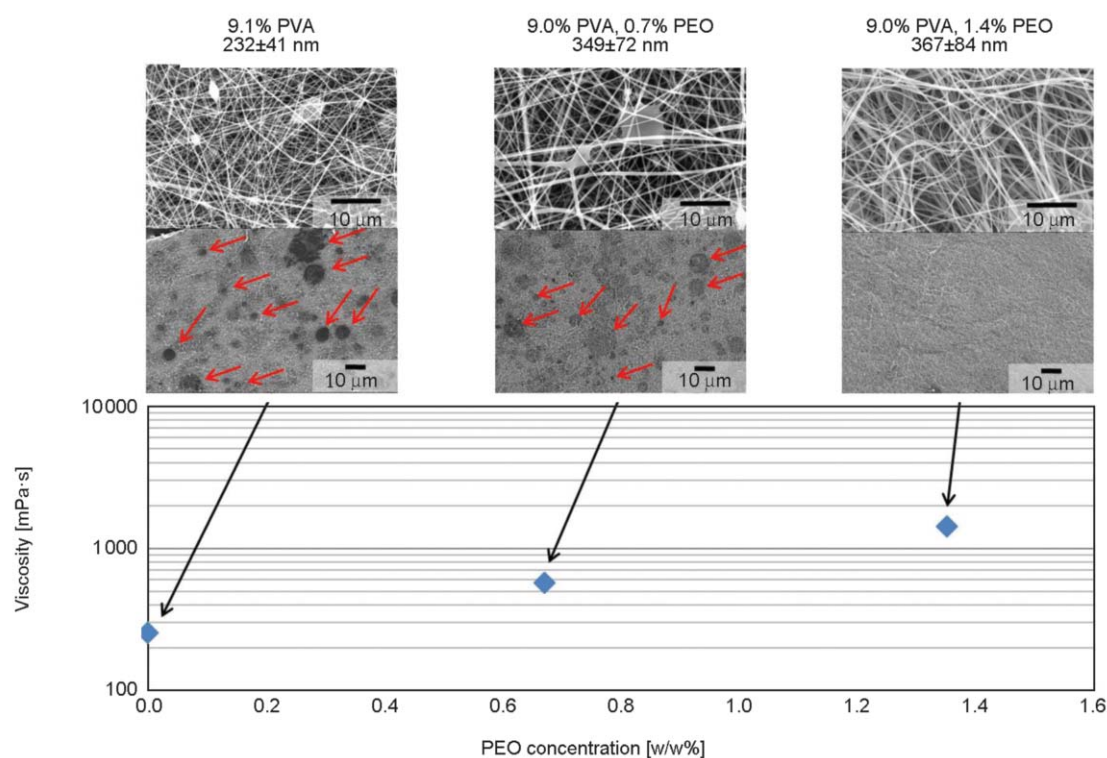 9.1% PVA
232±41 nm
9.0% PVA, 0.7% PEO
349±72 nm
9.0% PVA, 1.4% PEO
367±84 nm
10 μm
10 μm
10 μm
10 μm
10 μm
10 μm
10000
1000
100
Viscosity [mPa·s]
0.0
0.2
0.4
0.6
0.8
1.0
1.2
1.4
1.6
PEO concentration [w/w%]